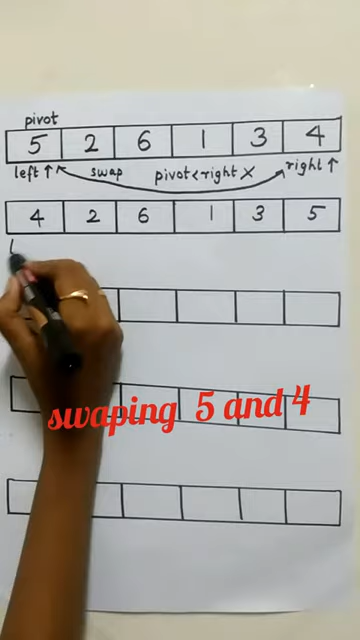 pivot
5 2 6 1 3 4
left ↑ swap pivot < right × right ↑
4 2 6 1 3 5
swaping 5 and 4